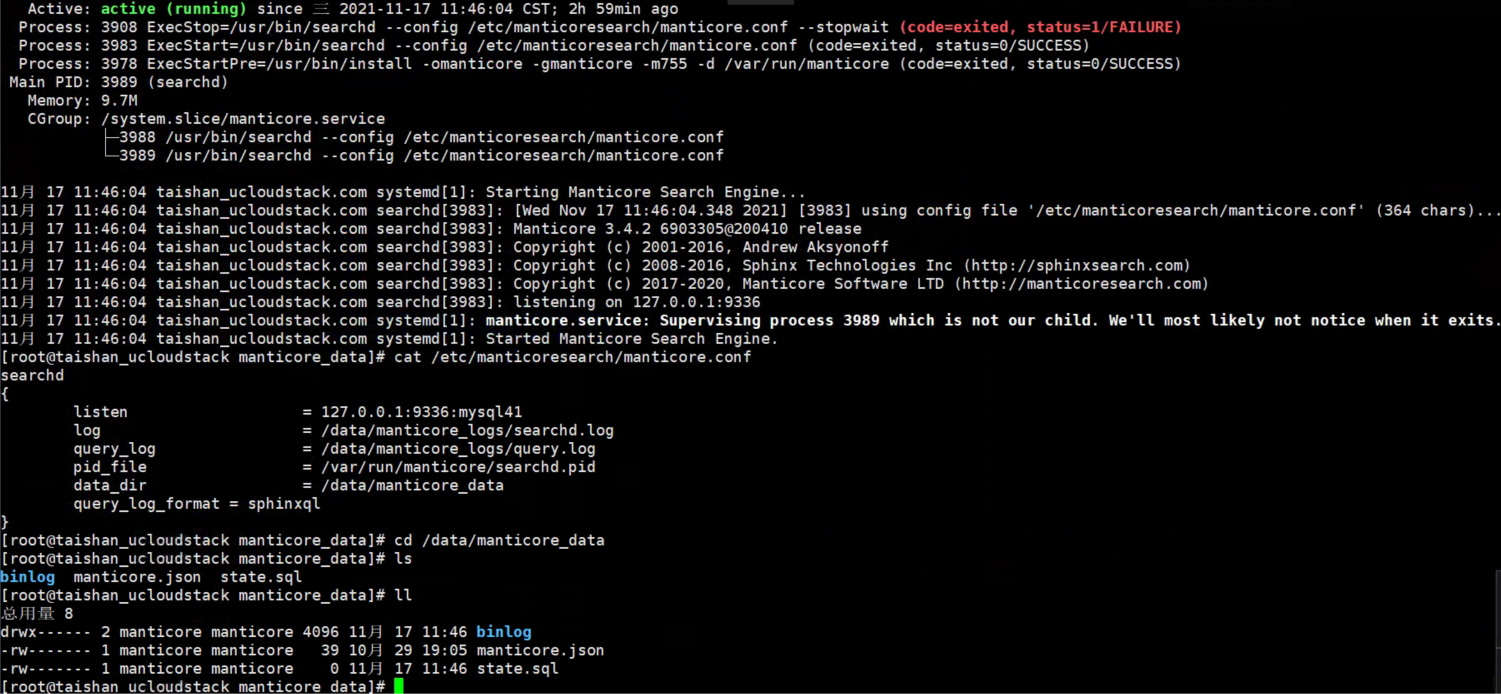 Active: active (running) since 三 2021-11-17 11:46:04 CST; 2h 59min ago
Process: 3908 ExecStop=/usr/bin/searchd --config /etc/manticoresearch/manticore.conf --stopwait (code=exited, status=1/FAILURE)
Process: 3983 ExecStart=/usr/bin/searchd --config /etc/manticoresearch/manticore.conf (code=exited, status=0/SUCCESS)
Process: 3978 ExecStartPre=/usr/bin/install -omanticore -gmanticore -m755 -d /var/run/manticore (code=exited, status=0/SUCCESS)
Main PID: 3989 (searchd)
Memory: 9.7M
CGroup: /system.slice/manticore.service
├─3988 /usr/bin/searchd --config /etc/manticoresearch/manticore.conf
└─3989 /usr/bin/searchd --config /etc/manticoresearch/manticore.conf
11月 17 11:46:04 taishan_ucloudstack.com systemd[1]: Starting Manticore Search Engine...
11月 17 11:46:04 taishan_ucloudstack.com searchd[3983]: [Wed Nov 17 11:46:04.348 2021] [3983] using config file '/etc/manticoresearch/manticore.conf' (364 chars)...
11月 17 11:46:04 taishan_ucloudstack.com searchd[3983]: Manticore 3.4.2 6903305@200410 release
11月 17 11:46:04 taishan_ucloudstack.com searchd[3983]: Copyright (c) 2001-2016, Andrew Aksyonoff
11月 17 11:46:04 taishan_ucloudstack.com searchd[3983]: Copyright (c) 2008-2016, Sphinx Technologies Inc (http://sphinxsearch.com)
11月 17 11:46:04 taishan_ucloudstack.com searchd[3983]: Copyright (c) 2017-2020, Manticore Software LTD (http://manticoresearch.com)
11月 17 11:46:04 taishan_ucloudstack.com searchd[3983]: listening on 127.0.0.1:9336
11月 17 11:46:04 taishan_ucloudstack.com systemd[1]: manticore.service: Supervising process 3989 which is not our child. We'll most likely not notice when it exits.
11月 17 11:46:04 taishan_ucloudstack.com systemd[1]: Started Manticore Search Engine.
[root@taishan_ucloudstack manticore_data]# cat /etc/manticoresearch/manticore.conf
searchd
{
listen = 127.0.0.1:9336:mysql41
log = /data/manticore_logs/searchd.log
query_log = /data/manticore_logs/query.log
pid_file = /var/run/manticore/searchd.pid
data_dir = /data/manticore_data
query_log_format = sphinxql
}
[root@taishan_ucloudstack manticore_data]# cd /data/manticore_data
[root@taishan_ucloudstack manticore_data]# ls
binlog manticore.json state.sql
[root@taishan_ucloudstack manticore_data]# ll
总用量 8
drwx------ 2 manticore manticore 4096 11月 17 11:46 binlog
-rw------- 1 manticore manticore 39 10月 29 19:05 manticore.json
-rw------- 1 manticore manticore 0 11月 17 11:46 state.sql
[root@taishan_ucloudstack manticore_data]#